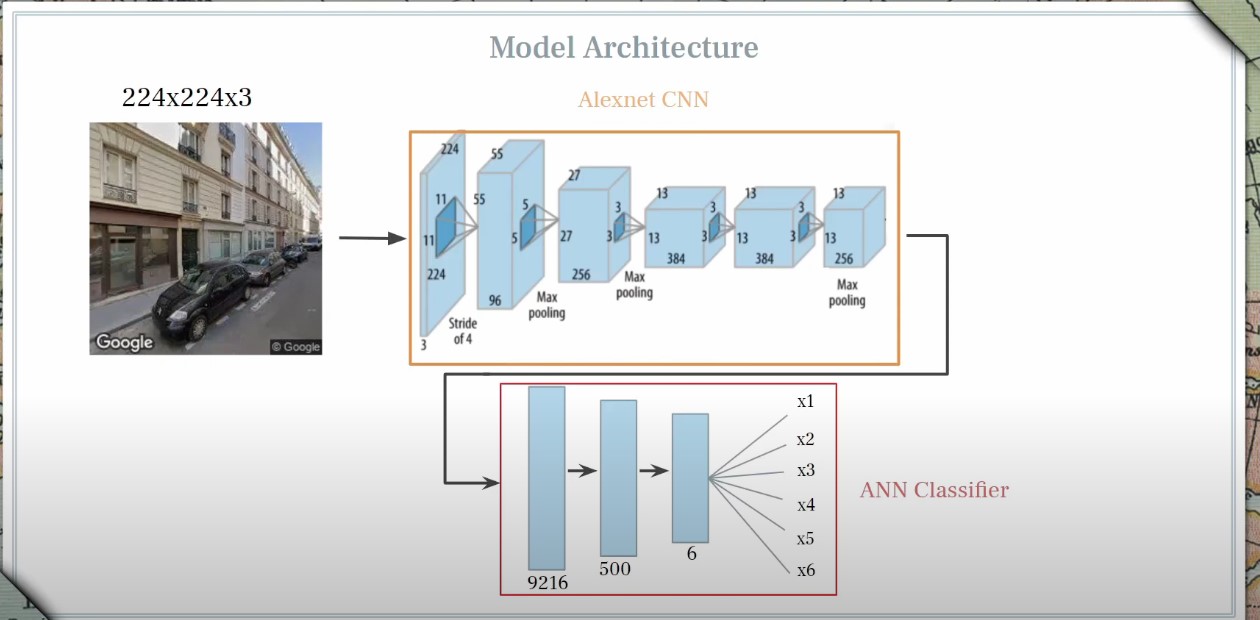 Model Architecture
224x224x3
Alexnet CNN
Google
© Google
224
11
11
224
3
Stride
of 4
55
55
5
5
96
Max
pooling
27
27
3
3
256
Max
pooling
13
13
3
3
384
13
13
3
3
384
13
13
256
Max
pooling
9216
500
6
x1
x2
x3
x4
x5
x6
ANN Classifier